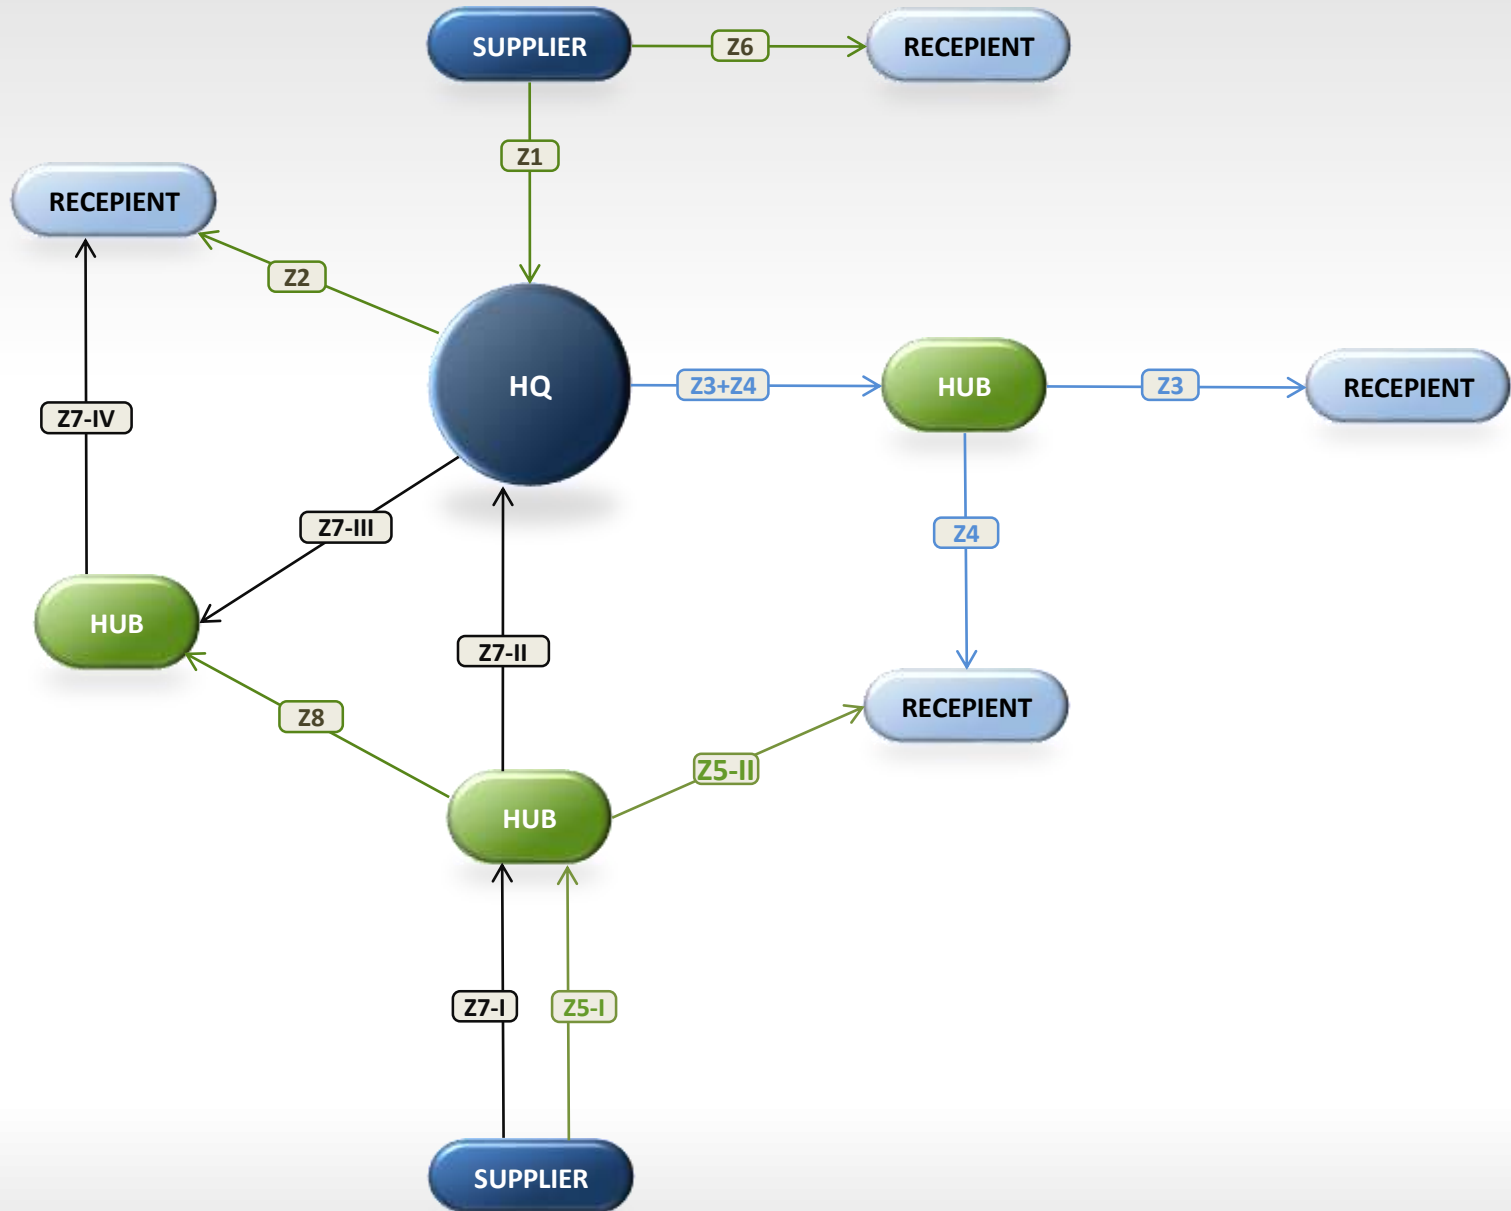 SUPPLIER
Z6
RECEPIENT
Z1
RECEPIENT
Z2
HQ
Z3+Z4
HUB
Z3
RECEPIENT
Z7-IV
Z7-III
Z4
HUB
Z7-II
RECEPIENT
Z8
Z5-II
HUB
Z7-I
Z5-I
SUPPLIER